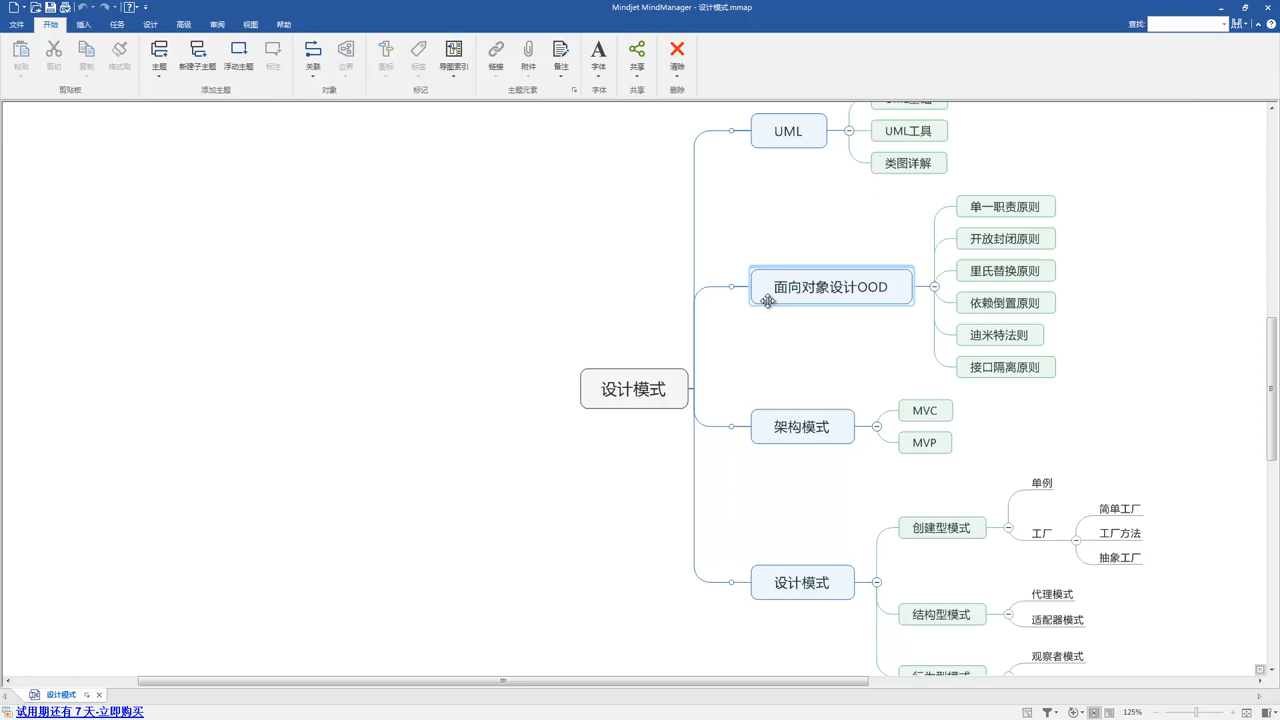 Mindjet MindManager - 设计模式.mmap
文件 开始 插入 任务 设计 高级 审阅 视图 帮助
查找:
粘贴 剪切 复制 格式刷 主题 新建子主题 浮动主题 标注 关联 边界 图标 标签 导图索引 链接 附件 备注 字体 共享 清除
剪贴板 添加主题 对象 标记 主题元素 字体 共享 删除
UML
UML工具
类图详解
单一职责原则
开放封闭原则
里氏替换原则
面向对象设计OOD
依赖倒置原则
迪米特法则
接口隔离原则
设计模式
架构模式
MVC
MVP
设计模式
创建型模式
单例
工厂
简单工厂
工厂方法
抽象工厂
结构型模式
代理模式
适配器模式
行为型模式
观察者模式
设计模式
试用期还有 7 天-立即购买
125%